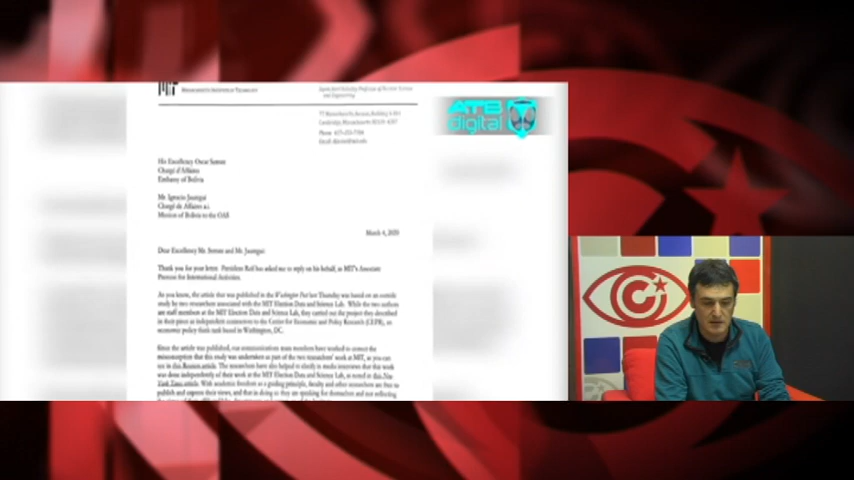 MASSACHUSETTS INSTITUTE OF TECHNOLOGY
77 Massachusetts Avenue, Building
Cambridge, Massachusetts
Phone
Email
ATB
digital
His Excellency Oscar Serrate
Chargé d'Affaires
Embassy of Bolivia
Mr. Ignacio Jauregui
Chargé de Affaires a.i.
Mission of Bolivia to the OAS
March 4, 2020
Dear Excellency Mr. Serrate and Mr. Jauregui:
Thank you for your letter. President Reif has asked me to reply on his behalf, as MIT's Associate
Provost for International Activities.
As you know, the article that was published in the Washington Post last Thursday was based on an outside
study by two researchers associated with the MIT Election Data and Science Lab. While the two authors
are staff members at the MIT Election Data and Science Lab, they carried out the project they described
in their piece as independent contractors to the Center for Economic and Policy Research (CEPR), an
economic policy think tank based in Washington, DC.
Since the article was published, our communications team members have worked to correct the
misconception that this study was undertaken as part of the two researchers' work at MIT, as you can
see in this Reuters article. The researchers have also helped to clarify in media interviews that this work
was done independently of their work at the MIT Election Data and Science Lab, as noted in this New
York Times article. With academic freedom as a guiding principle, faculty and other researchers are free to
publish and express their views, and that in doing so they are speaking for themselves and not reflecting